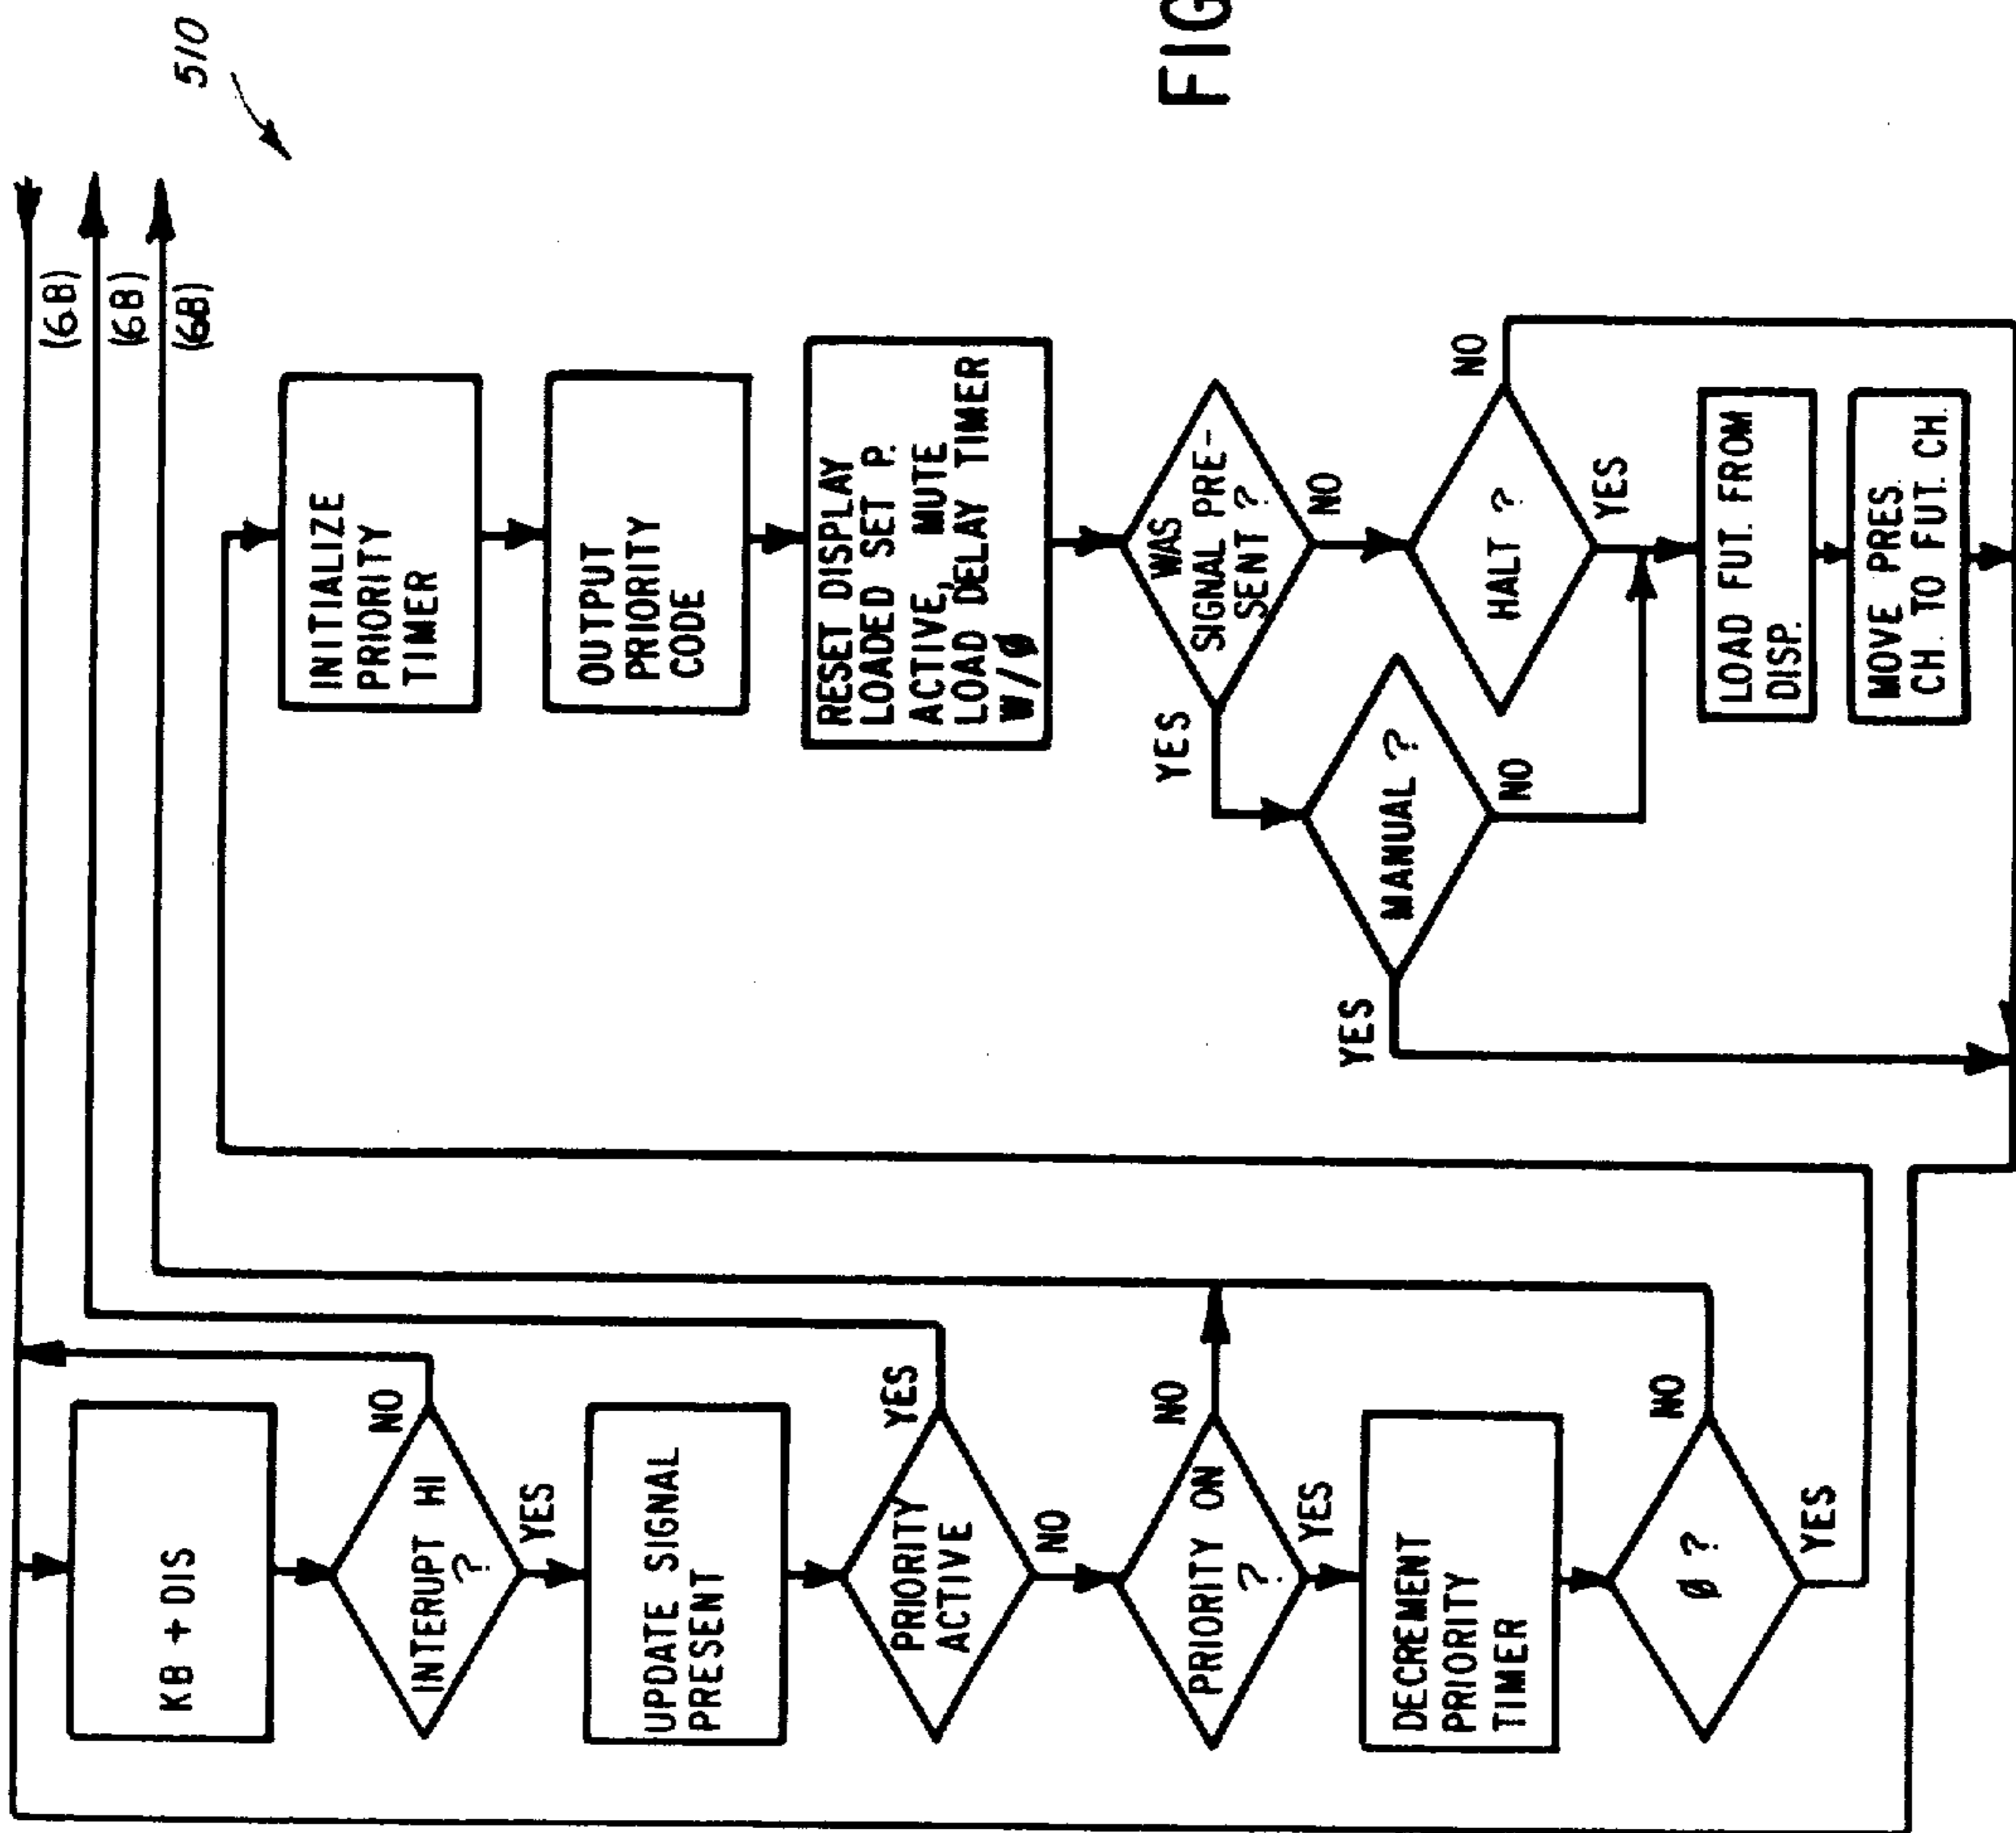 510
(6B)
(6B)
(6B)
KB + DIS
INTERUPT HI
?
NO
YES
UPDATE SIGNAL
PRESENT
PRIORITY
ACTIVE
YES
NO
PRIORITY ON
?
NO
YES
DECREMENT
PRIORITY
TIMER
Ø ?
NO
YES
INITIALIZE
PRIORITY
TIMER
OUTPUT
PRIORITY
CODE
RESET DISPLAY
LOADED SET P.
ACTIVE, MUTE
LOAD DELAY TIMER
W/Ø
WAS
SIGNAL PRE-
SENT ?
YES
NO
MANUAL ?
YES
NO
HALT ?
NO
YES
LOAD FUT. FROM
DISP.
MOVE PRES.
CH. TO FUT. CH.
FIG